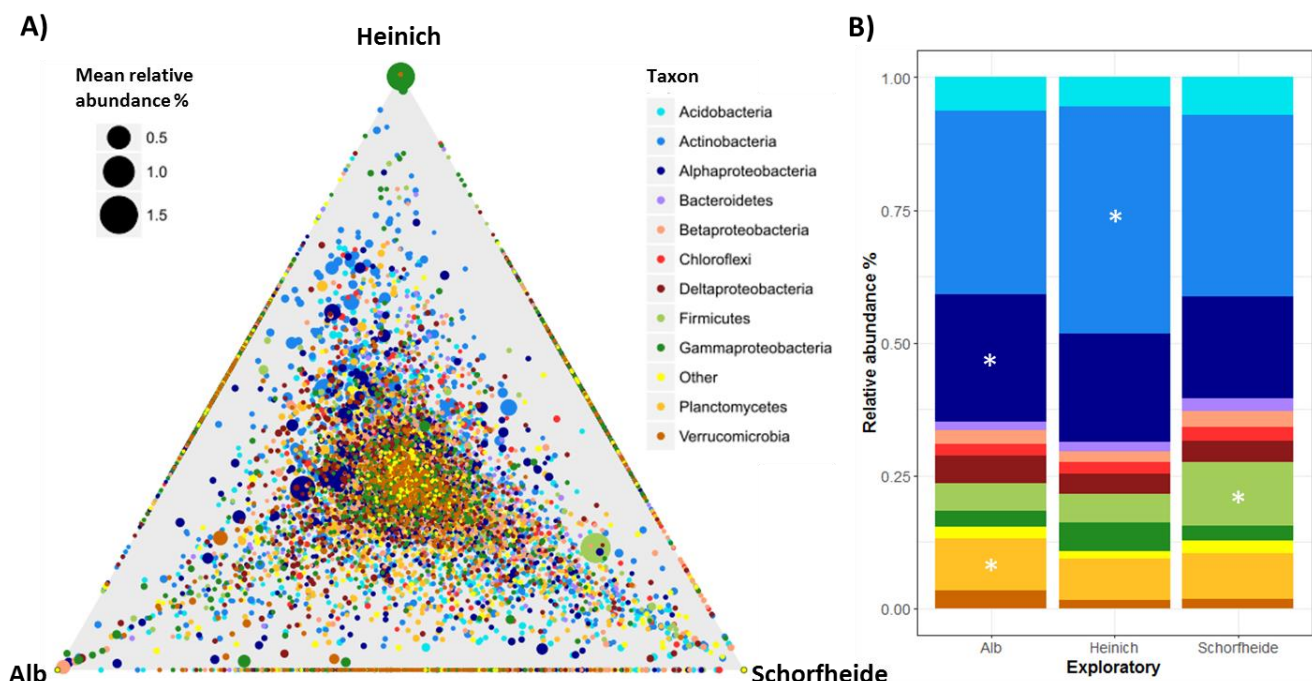 A)
Heinich
Mean relative
abundance %
0.5
1.0
1.5
Taxon
Acidobacteria
Actinobacteria
Alphaproteobacteria
Bacteroidetes
Betaproteobacteria
Chloroflexi
Deltaproteobacteria
Firmicutes
Gammaproteobacteria
Other
Planctomycetes
Verrucomicrobia
Alb
Schorfheide
B)
Relative abundance %
1.00
0.75
0.50
0.25
0.00
*
*
*
*
Alb Heinich Schorfheide
Exploratory